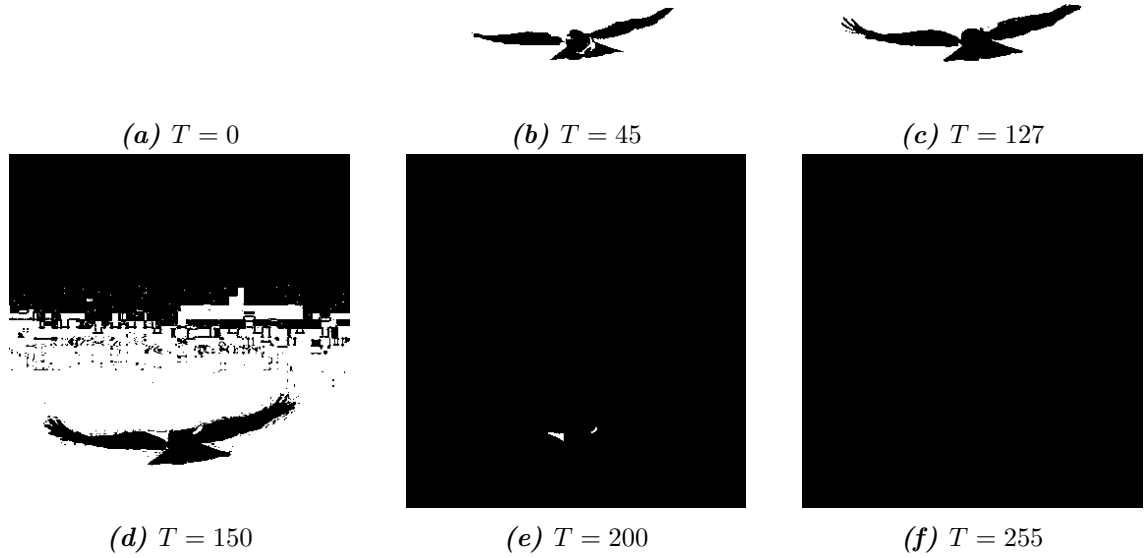 (a) T = 0
(b) T = 45
(c) T = 127
(d) T = 150
(e) T = 200
(f) T = 255